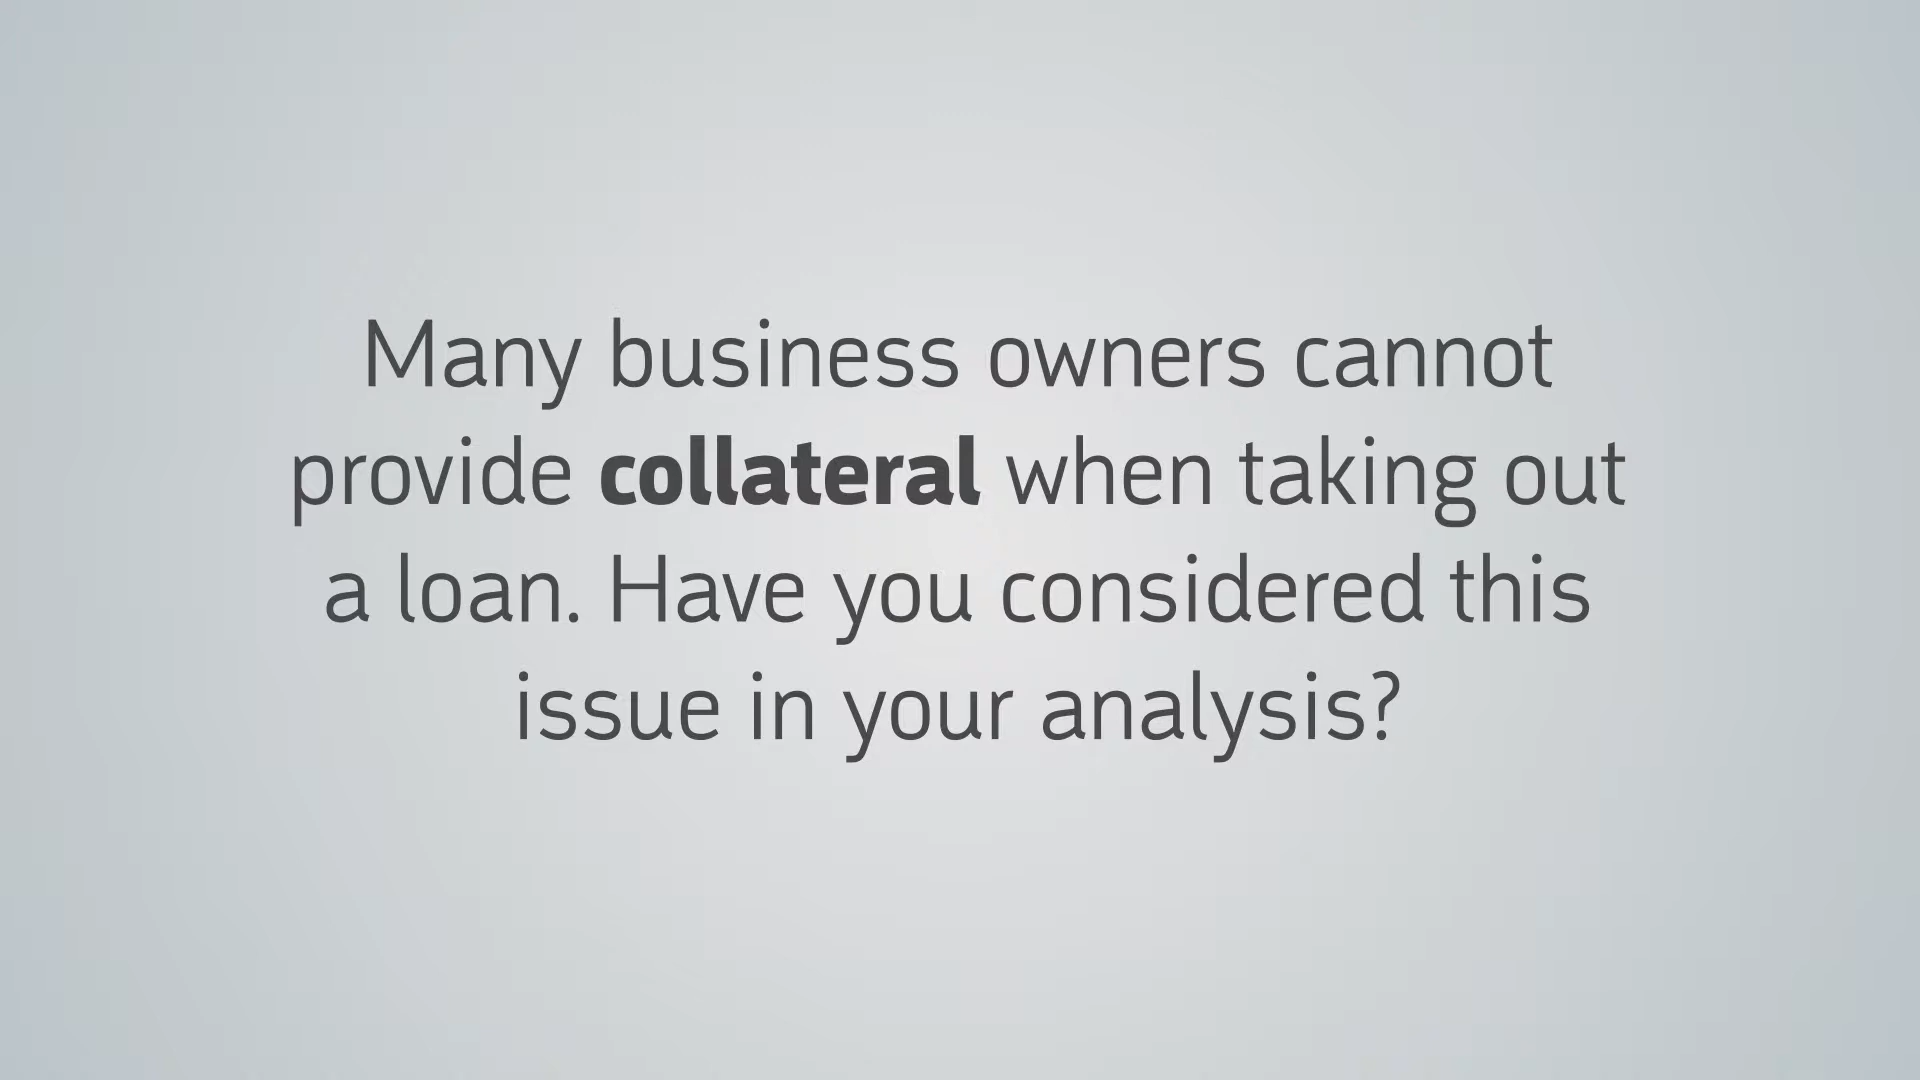 Many business owners cannot
provide collateral when taking out
a loan. Have you considered this
issue in your analysis?